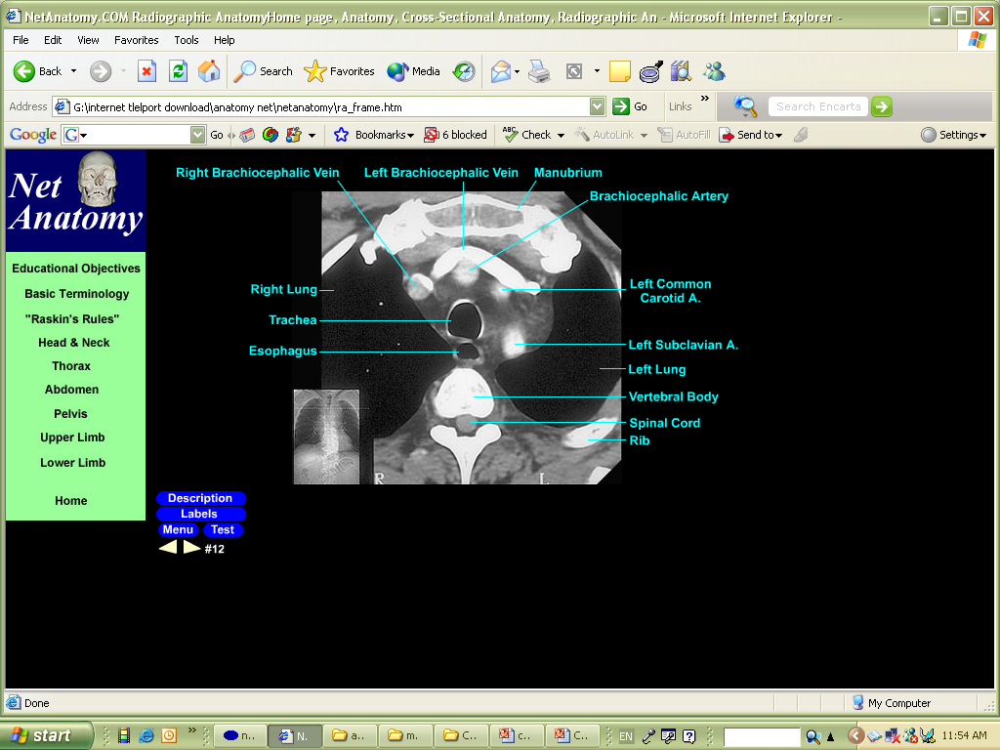 NetAnatomy.COM Radiographic AnatomyHome page, Anatomy, Cross-Sectional Anatomy, Radiographic An - Microsoft Internet Explorer -
File Edit View Favorites Tools Help
Back Search Favorites Media
Address G:\internet tlelport download\anatomy net\netanatomy\ra_frame.htm Go Links » Search Encarta
Google G Go 6 blocked Bookmarks ABC Check AutoLink AutoFill Send to Settings
Net
Anatomy
Educational Objectives
Basic Terminology
"Raskin's Rules"
Head & Neck
Thorax
Abdomen
Pelvis
Upper Limb
Lower Limb
Home
Right Brachiocephalic Vein Left Brachiocephalic Vein Manubrium
Brachiocephalic Artery
Right Lung
Trachea
Esophagus
Left Common
Carotid A.
Left Subclavian A.
Left Lung
Vertebral Body
Spinal Cord
Rib
R L
Description
Labels
Menu Test
#12
Done My Computer
start » n... N. a... m. C... c... C... EN 11:54 AM